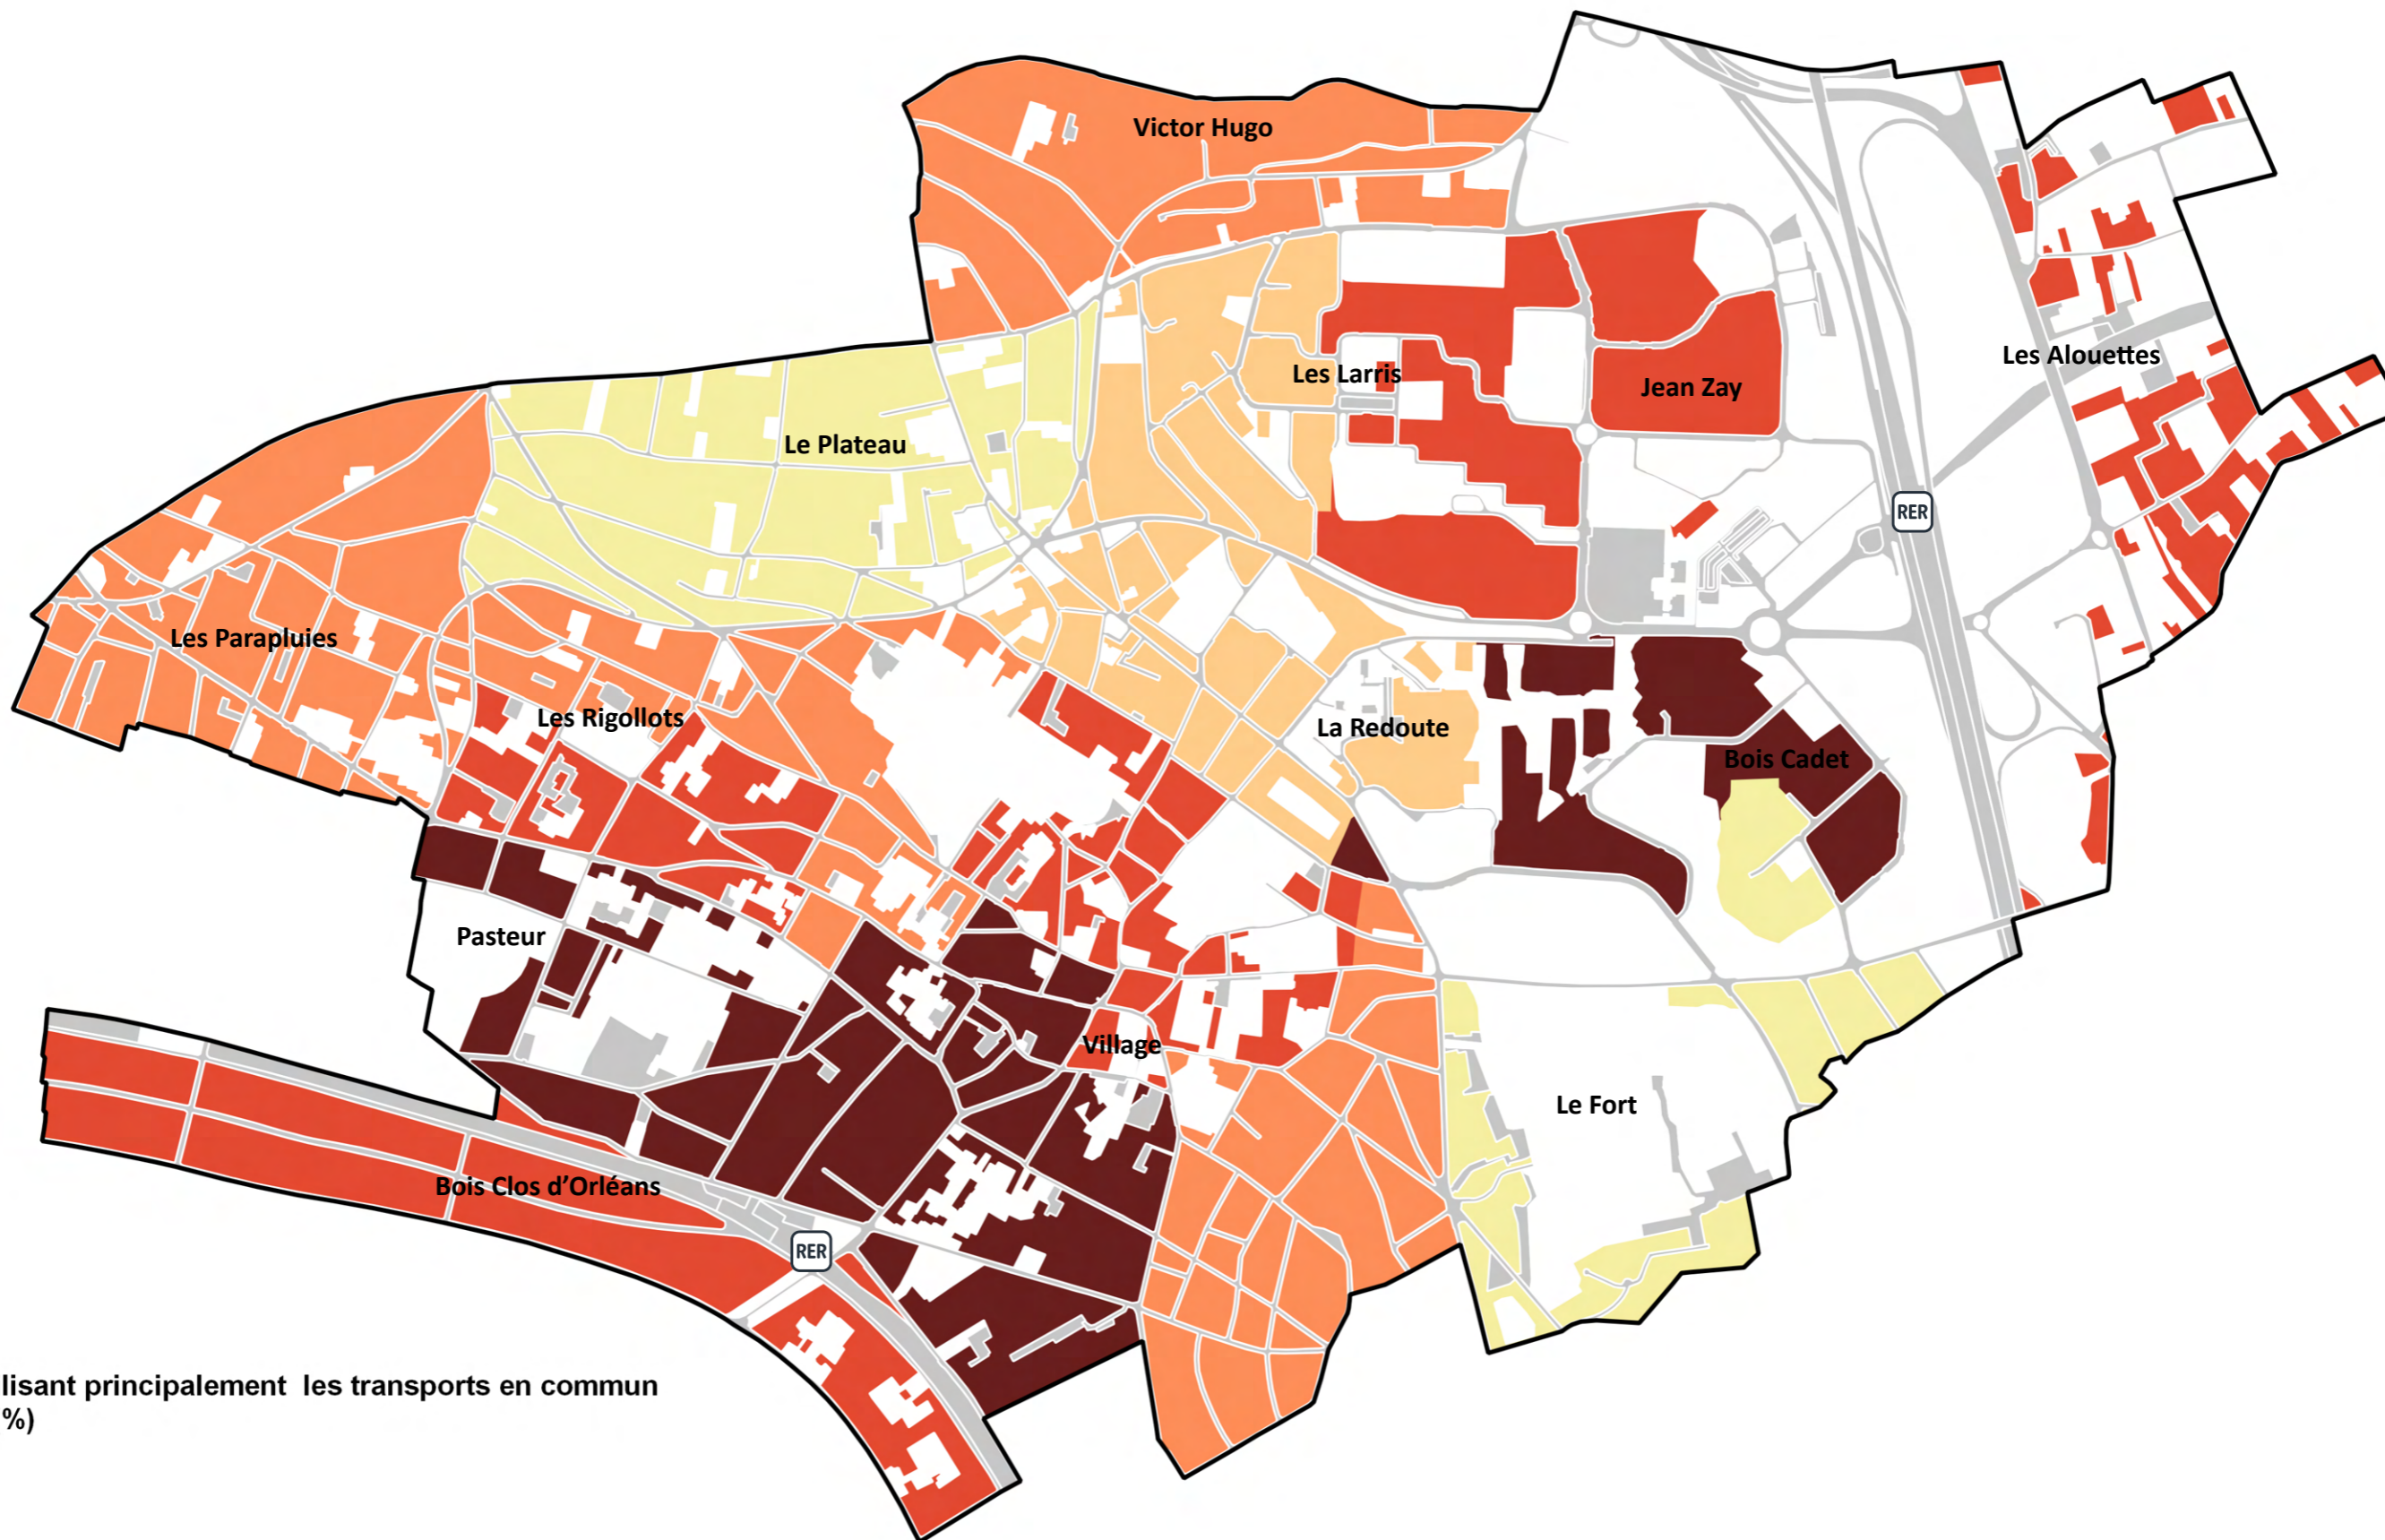 Victor Hugo
Les Alouettes
Les Larris
Jean Zay
Le Plateau
RER
Les Parapluies
Les Rigollots
La Redoute
Bois Cadet
Pasteur
Village
Le Fort
Bois Clos d’Orléans
RER
lisant principalement les transports en commun
%)